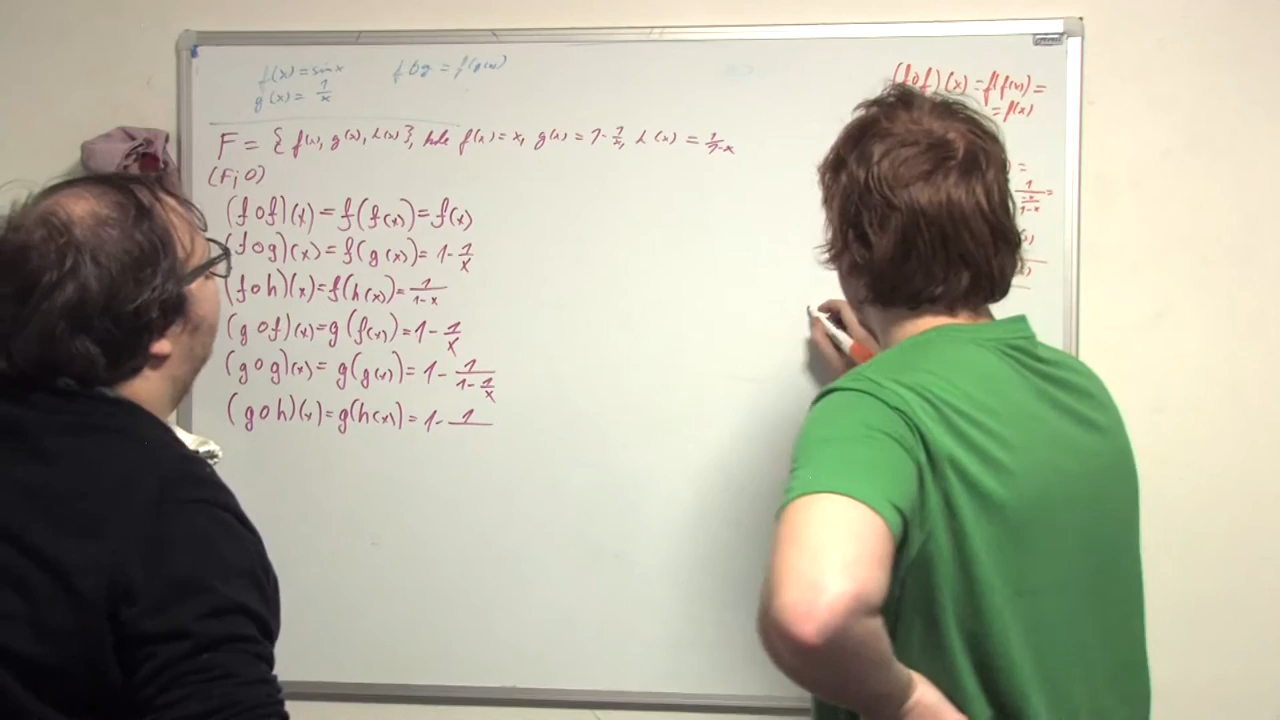 f(x) = sin x f o g = f(g(x))
g(x) = 1/x
F = { f(x), g(x), h(x) }, kde f(x) = x, g(x) = 1 - 1/x, h(x) = 1/(1-x)
(F; o)
(f o f)(x) = f(f(x)) = f(x)
(f o g)(x) = f(g(x)) = 1 - 1/x
(f o h)(x) = f(h(x)) = 1/(1-x)
(g o f)(x) = g(f(x)) = 1 - 1/x
(g o g)(x) = g(g(x)) = 1 - 1/(1 - 1/x)
(g o h)(x) = g(h(x)) = 1 - 1/
(f o f)(x) = f(f(x)) =
= f(x)